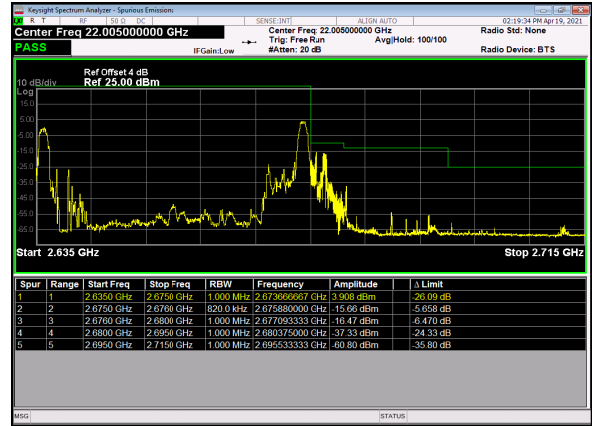 Keysight Spectrum Analyzer - Spurious Emissions
LXI R T RF 50 Ω DC SENSE:INT ALIGN AUTO 02:19:34 PM Apr 19, 2021
Center Freq 22.005000000 GHz Center Freq: 22.005000000 GHz Radio Std: None
Trig: Free Run Avg|Hold: 100/100
PASS IFGain:Low #Atten: 20 dB Radio Device: BTS
Ref Offset 4 dB
10 dB/div Ref 25.00 dBm
Log
15.0
5.00
-5.00
-15.0
-25.0
-35.0
-45.0
-55.0
-65.0
Start 2.635 GHz Stop 2.715 GHz
Spur Range Start Freq Stop Freq RBW Frequency Amplitude Δ Limit
1 1 2.6350 GHz 2.6750 GHz 1.000 MHz 2.673666667 GHz 3.908 dBm -26.09 dB
2 2 2.6750 GHz 2.6760 GHz 820.0 kHz 2.675880000 GHz -15.66 dBm -5.658 dB
3 3 2.6760 GHz 2.6800 GHz 1.000 MHz 2.677093333 GHz -16.47 dBm -6.470 dB
4 4 2.6800 GHz 2.6950 GHz 1.000 MHz 2.680375000 GHz -37.33 dBm -24.33 dB
5 5 2.6950 GHz 2.7150 GHz 1.000 MHz 2.695533333 GHz -60.80 dBm -35.80 dB
MSG STATUS